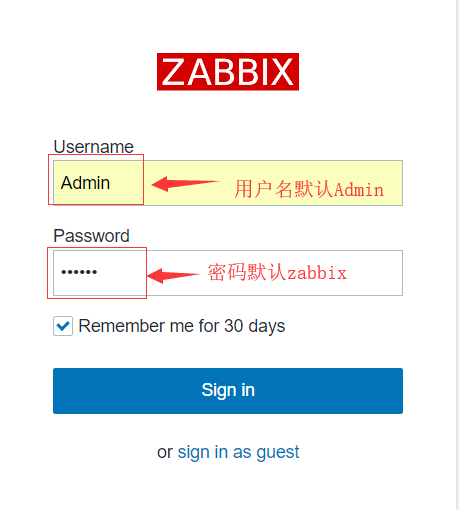 ZABBIX
Username
Admin
用户名默认Admin
Password
••••••
密码默认zabbix
Remember me for 30 days
Sign in
or sign in as guest